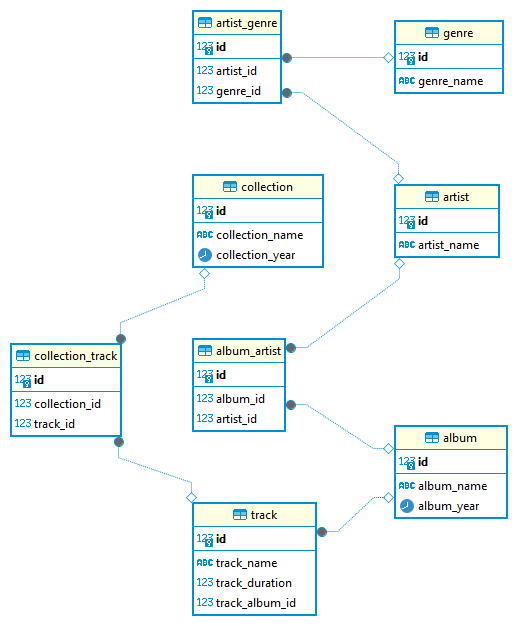 artist_genre
123 id
123 artist_id
123 genre_id
genre
123 id
ABC genre_name
collection
123 id
ABC collection_name
collection_year
artist
123 id
ABC artist_name
collection_track
123 id
123 collection_id
123 track_id
album_artist
123 id
123 album_id
123 artist_id
album
123 id
ABC album_name
album_year
track
123 id
ABC track_name
123 track_duration
123 track_album_id